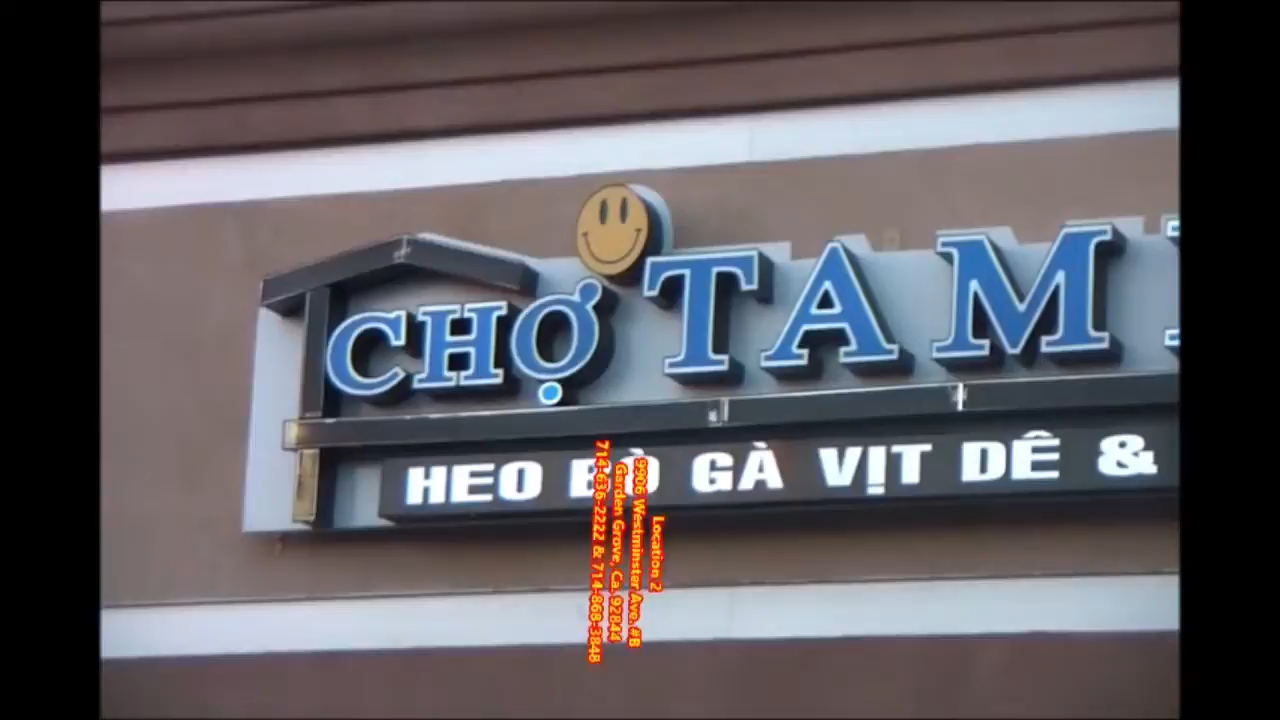 CHỢ TAM
HEO BÒ GÀ VỊT DÊ &
Location 2
9906 Westminster Ave. #B
Garden Grove, Ca. 92844
714-636-2222 & 714-868-3848